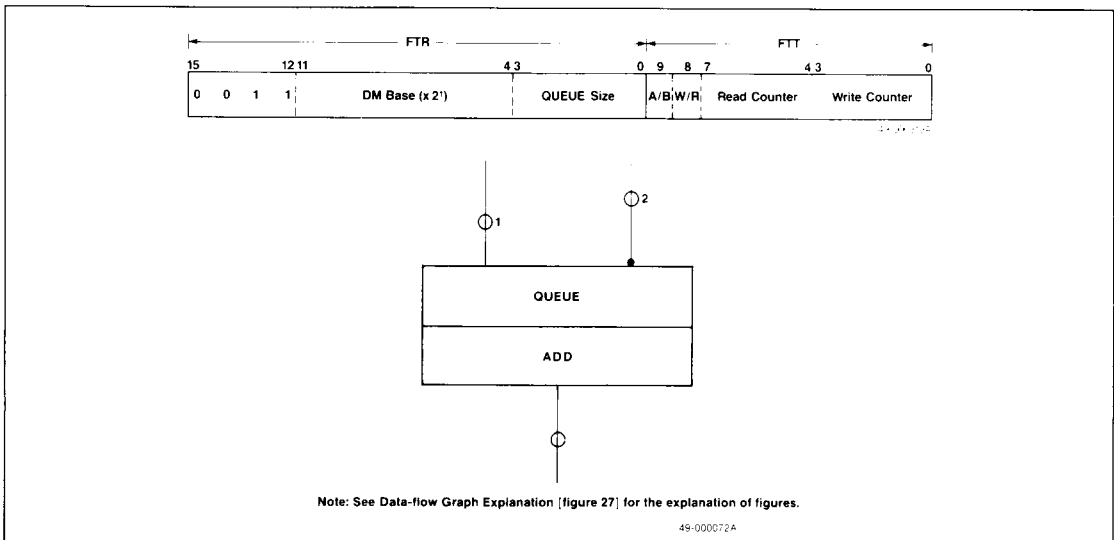 FTR FTT
15 12 11 4 3 0 9 8 7 4 3 0
0 0 1 1 DM Base (x 2¹) QUEUE Size A/B W/R Read Counter Write Counter
1
2
QUEUE
ADD
Note: See Data-flow Graph Explanation [figure 27] for the explanation of figures.
49-000072A